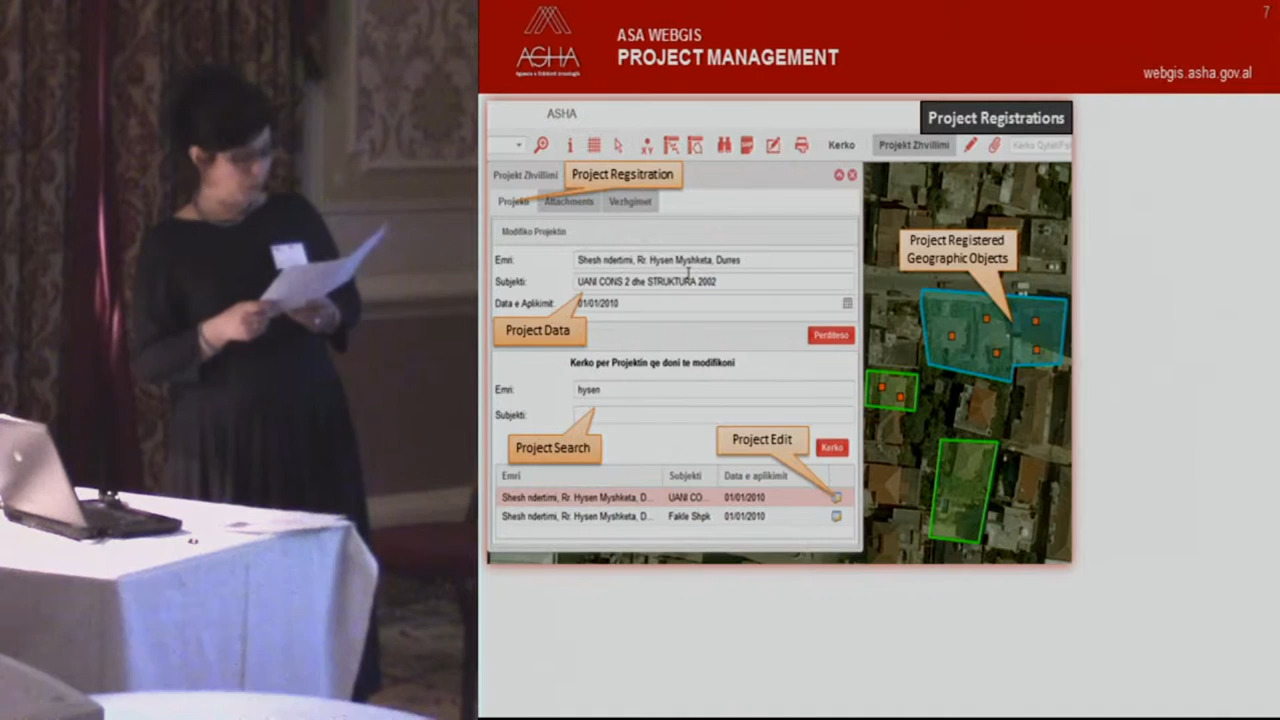 7
ASA WEBGIS
PROJECT MANAGEMENT
AGHA
webgis.asha.gov.al
ASHA
Project Registrations
Kerko
Projekt Zhvillimi
Projekt Zhvillimi
Project Regsitration
Projekti
Attachments
Vezhgimet
Modifiko Projektin
Emri:
Shesh ndertimi, Rr. Hysen Myshketa, Durres
Subjekti:
UANI CONS 2 dhe STRUKTURA 2002
Data e Aplikimit:
01/01/2010
Project Registered
Geographic Objects
Project Data
Perditeso
Kerko per Projektin qe doni te modifikoni
Emri:
hysen
Subjekti:
Project Search
Project Edit
Kerko
Emri Subjekti Data e aplikimit
Shesh ndertimi, Rr. Hysen Myshketa, D... UANI CO... 01/01/2010
Shesh ndertimi, Rr. Hysen Myshketa, D... Fakle Shpk 01/01/2010